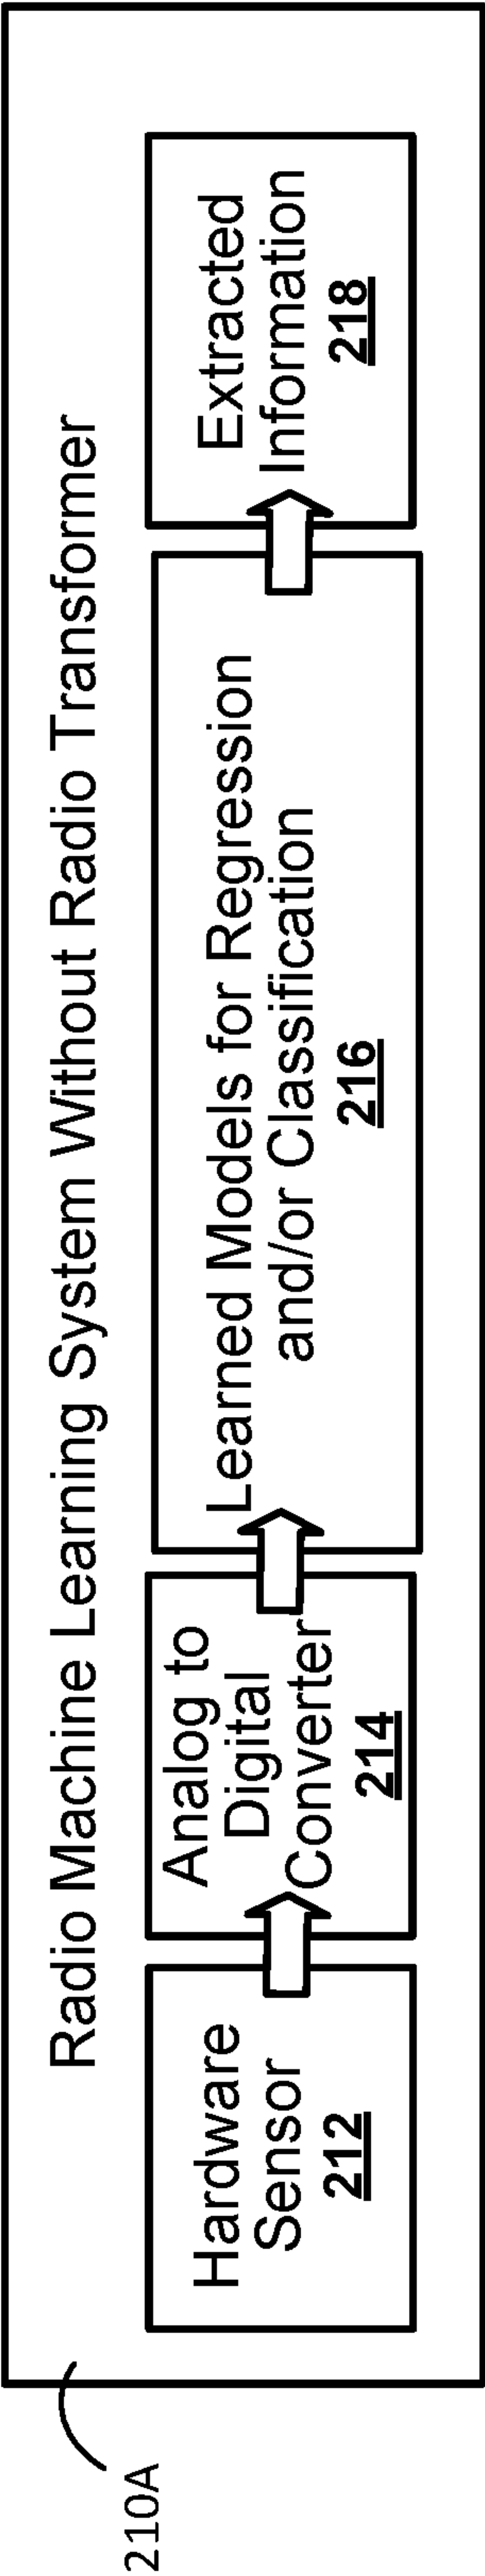 210A
Radio Machine Learning System Without Radio Transformer
Hardware
Sensor
212
Analog to
Digital
Converter
214
Learned Models for Regression
and/or Classification
216
Extracted
Information
218